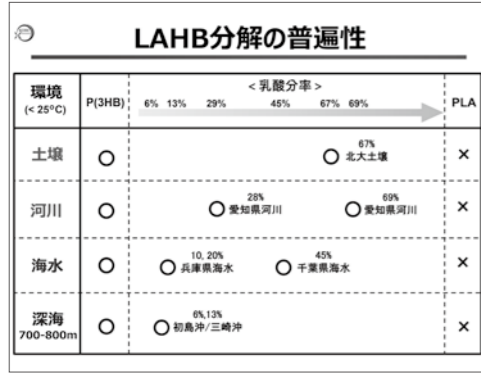 LAHB分解の普遍性
環境
(< 25°C)
P(3HB)
< 乳酸分率 >
6% 13% 29% 45% 67% 69%
PLA
土壌
○
67%
○ 北大土壌
×
河川
○
28%
○ 愛知県河川
69%
○ 愛知県河川
×
海水
○
10, 20%
○ 兵庫県海水
45%
○ 千葉県海水
×
深海
700-800m
○
6%,13%
○ 初島沖/三崎沖
×